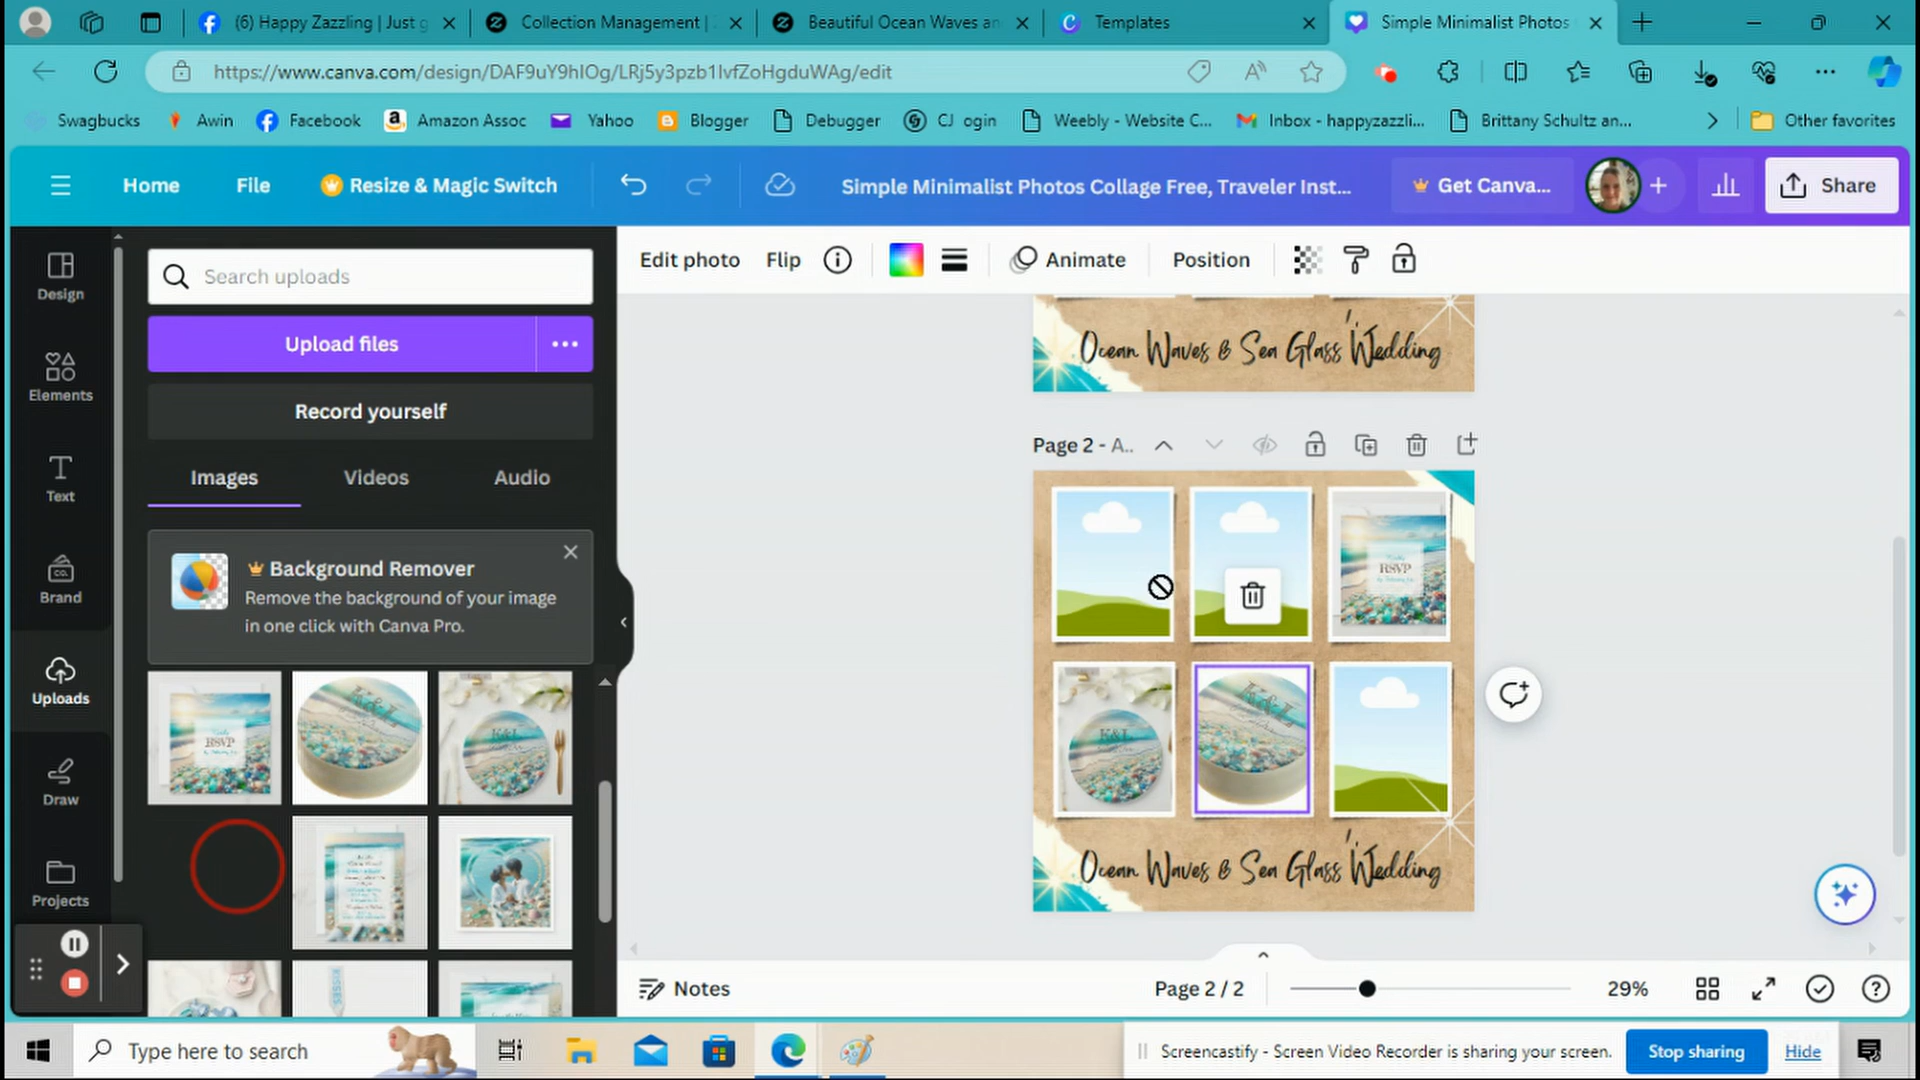 (6) Happy Zazzling | Just g
Collection Management |
Beautiful Ocean Waves an
Templates
Simple Minimalist Photos
https://www.canva.com/design/DAF9uY9hIOg/LRj5y3pzb1IvfZoHgduWAg/edit
Swagbucks
Awin
Facebook
Amazon Assoc
Yahoo
Blogger
Debugger
CJ ogin
Weebly - Website C...
Inbox - happyzazzli...
Brittany Schultz an...
Other favorites
Home
File
Resize & Magic Switch
Simple Minimalist Photos Collage Free, Traveler Inst...
Get Canva...
Share
Design
Elements
Text
Brand
Uploads
Draw
Projects
Search uploads
Upload files
Record yourself
Images
Videos
Audio
Background Remover
Remove the background of your image
in one click with Canva Pro.
RSVP
K&L
K&L
Edit photo
Flip
Animate
Position
Ocean Waves & Sea Glass Wedding
Page 2 - A..
RSVP
K&L
K&L
Ocean Waves & Sea Glass Wedding
Notes
Page 2 / 2
29%
Type here to search
Screencastify - Screen Video Recorder is sharing your screen.
Stop sharing
Hide